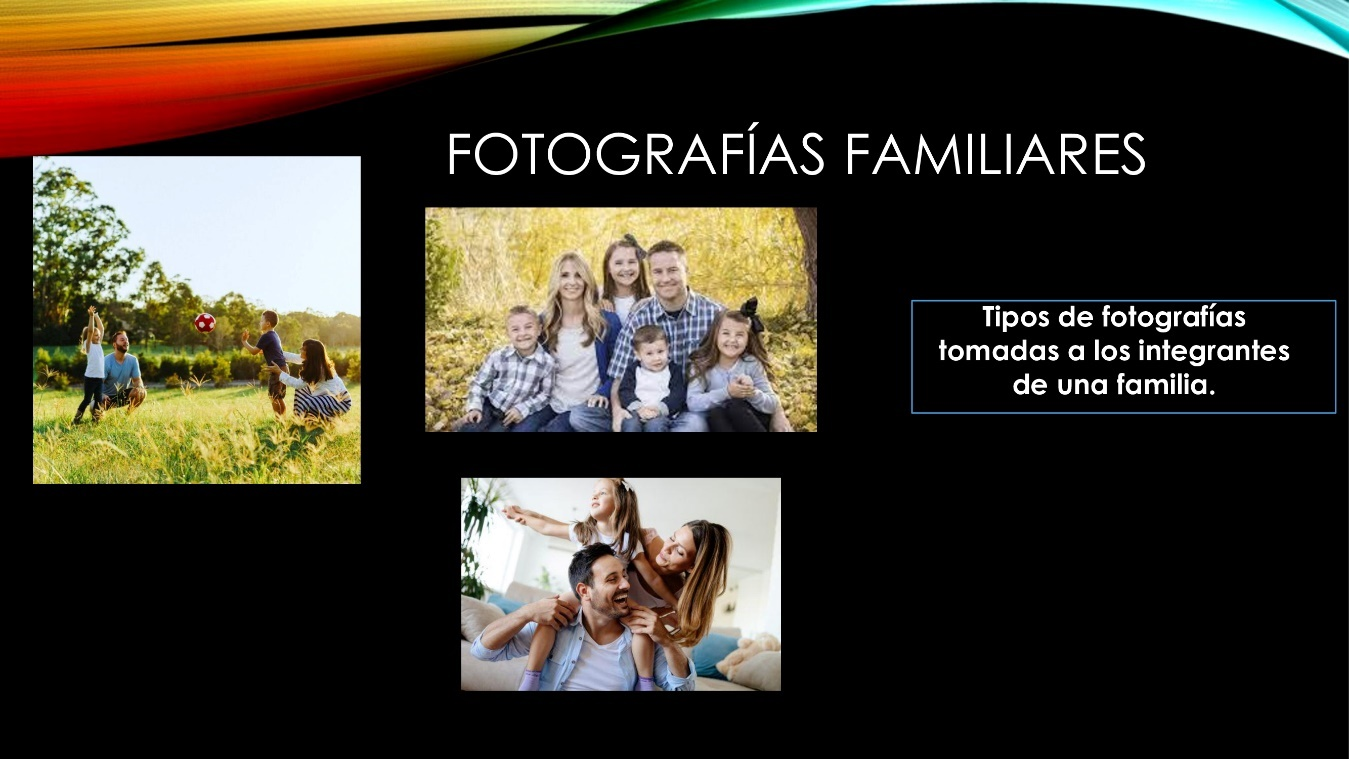 FOTOGRAFÍAS FAMILIARES
Tipos de fotografías
tomadas a los integrantes
de una familia.